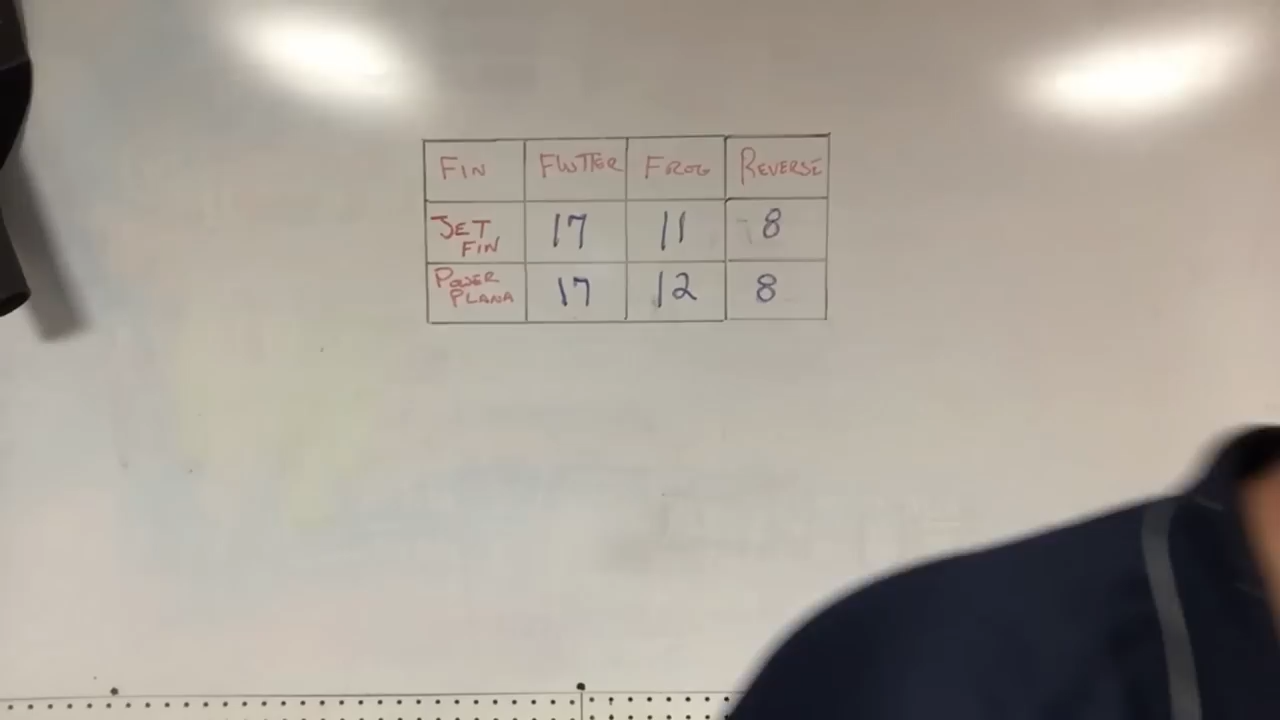 FIN FLUTTER FROG REVERSE
JET 17 11 8
FIN
POWER 17 12 8
PLANA